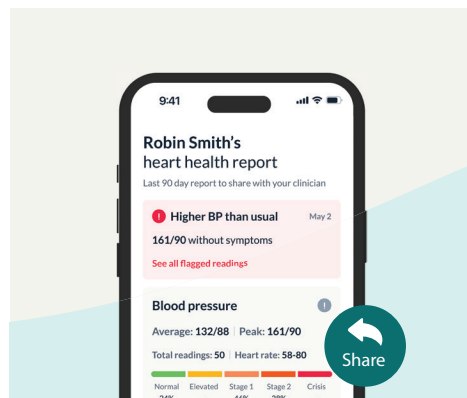 9:41
Robin Smith's
heart health report
Last 90 day report to share with your clinician
Higher BP than usual May 2
161/90 without symptoms
See all flagged readings
Blood pressure
Average: 132/88 | Peak: 161/90
Total readings: 50 | Heart rate: 58-80
Share
Normal Elevated Stage 1 Stage 2 Crisis